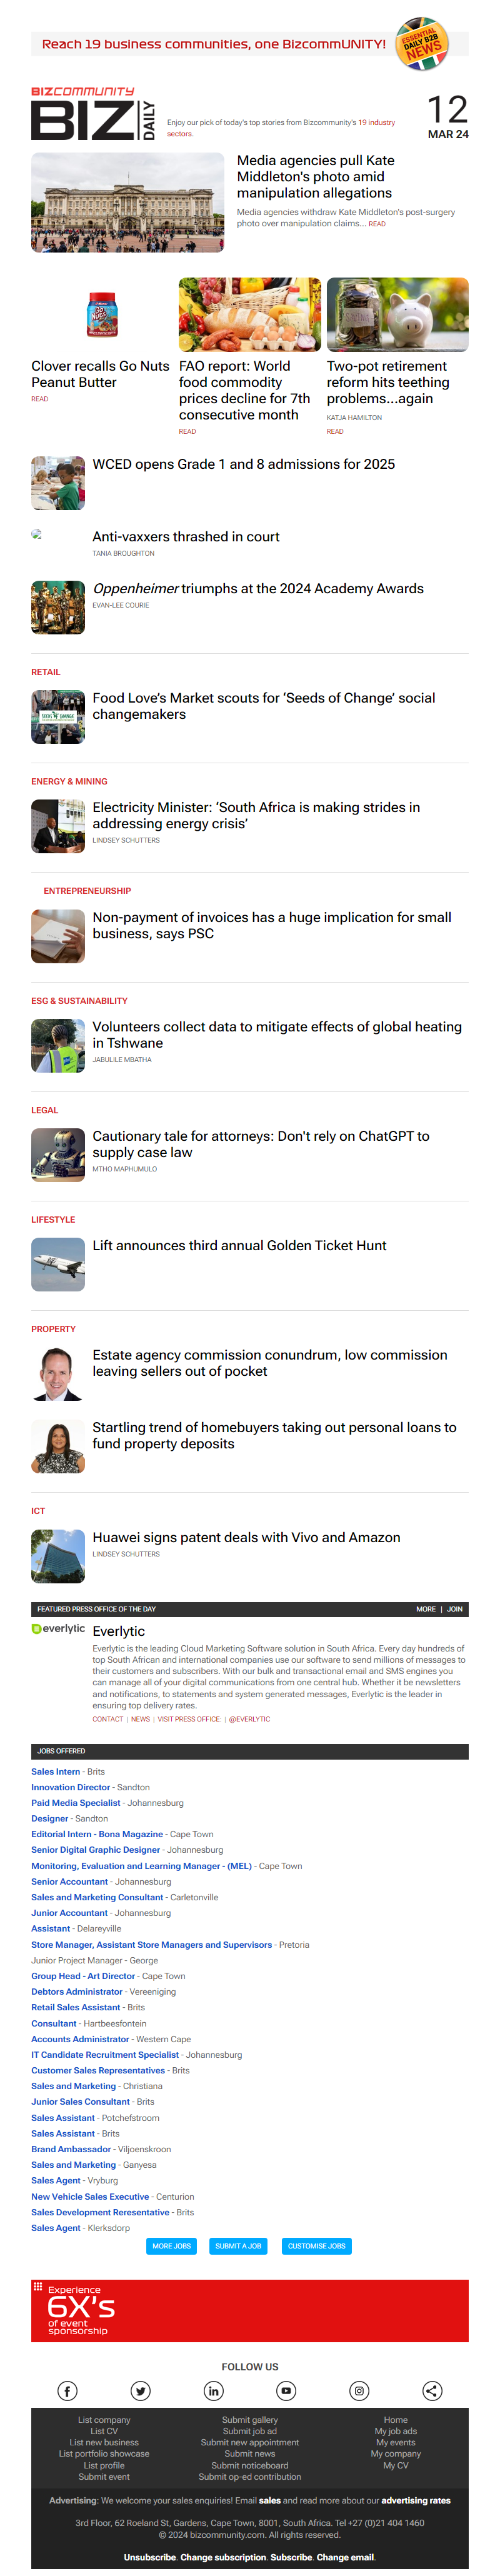 Reach 19 business communities, one BizcommUNITY!
ESSENTIAL
DAILY B2B
NEWS
BIZCOMMUNITY
BIZ DAILY
Enjoy our pick of today's top stories from Bizcommunity's 19 industry
sectors.
12
MAR 24
Media agencies pull Kate
Middleton's photo amid
manipulation allegations
Media agencies withdraw Kate Middleton's post-surgery
photo over manipulation claims... READ
Clover recalls Go Nuts
Peanut Butter
READ
FAO report: World
food commodity
prices decline for 7th
consecutive month
READ
Two-pot retirement
reform hits teething
problems...again
KATJA HAMILTON
READ
WCED opens Grade 1 and 8 admissions for 2025
Anti-vaxxers thrashed in court
TANIA BROUGHTON
Oppenheimer triumphs at the 2024 Academy Awards
EVAN-LEE COURIE
RETAIL
Food Love's Market scouts for 'Seeds of Change' social
changemakers
ENERGY & MINING
Electricity Minister: 'South Africa is making strides in
addressing energy crisis'
LINDSEY SCHUTTERS
ENTREPRENEURSHIP
Non-payment of invoices has a huge implication for small
business, says PSC
ESG & SUSTAINABILITY
Volunteers collect data to mitigate effects of global heating
in Tshwane
JABULILE MBATHA
LEGAL
Cautionary tale for attorneys: Don't rely on ChatGPT to
supply case law
MTHO MAPHUMULO
LIFESTYLE
Lift announces third annual Golden Ticket Hunt
PROPERTY
Estate agency commission conundrum, low commission
leaving sellers out of pocket
Startling trend of homebuyers taking out personal loans to
fund property deposits
ICT
Huawei signs patent deals with Vivo and Amazon
LINDSEY SCHUTTERS
FEATURED PRESS OFFICE OF THE DAY MORE | JOIN
everlytic
Everlytic
Everlytic is the leading Cloud Marketing Software solution in South Africa. Every day hundreds of
top South African and international companies use our software to send millions of messages to
their customers and subscribers. With our bulk and transactional email and SMS engines you
can manage all of your digital communications from one central hub. Whether it be newsletters
and notifications, to statements and system generated messages, Everlytic is the leader in
ensuring top delivery rates.
CONTACT | NEWS | VISIT PRESS OFFICE | @EVERLYTIC
JOBS OFFERED
Sales Intern - Brits
Innovation Director - Sandton
Paid Media Specialist - Johannesburg
Designer - Sandton
Editorial Intern - Bona Magazine - Cape Town
Senior Digital Graphic Designer - Johannesburg
Monitoring, Evaluation and Learning Manager - (MEL) - Cape Town
Senior Accountant - Johannesburg
Sales and Marketing Consultant - Carletonville
Junior Accountant - Johannesburg
Assistant - Delareyville
Store Manager, Assistant Store Managers and Supervisors - Pretoria
Junior Project Manager - George
Group Head - Art Director - Cape Town
Debtors Administrator - Vereeniging
Retail Sales Assistant - Brits
Consultant - Hartbeesfontein
Accounts Administrator - Western Cape
IT Candidate Recruitment Specialist - Johannesburg
Customer Sales Representatives - Brits
Sales and Marketing - Christiana
Junior Sales Consultant - Brits
Sales Assistant - Potchefstroom
Sales Assistant - Brits
Brand Ambassador - Viljoenskroon
Sales and Marketing - Ganyesa
Sales Agent - Vryburg
New Vehicle Sales Executive - Centurion
Sales Development Reresentative - Brits
Sales Agent - Klerksdorp
MORE JOBS SUBMIT A JOB CUSTOMISE JOBS
Experience
6X's
of event
sponsorship
FOLLOW US
List company
List CV
List new business
List portfolio showcase
List profile
Submit event
Submit gallery
Submit job ad
Submit new appointment
Submit news
Submit noticeboard
Submit op-ed contribution
Home
My job ads
My events
My company
My CV
Advertising: We welcome your sales enquiries! Email sales and read more about our advertising rates
3rd Floor, 62 Roeland St, Gardens, Cape Town, 8001, South Africa. Tel +27 (0)21 404 1460
© 2024 bizcommunity.com. All rights reserved.
Unsubscribe. Change subscription. Subscribe. Change email.